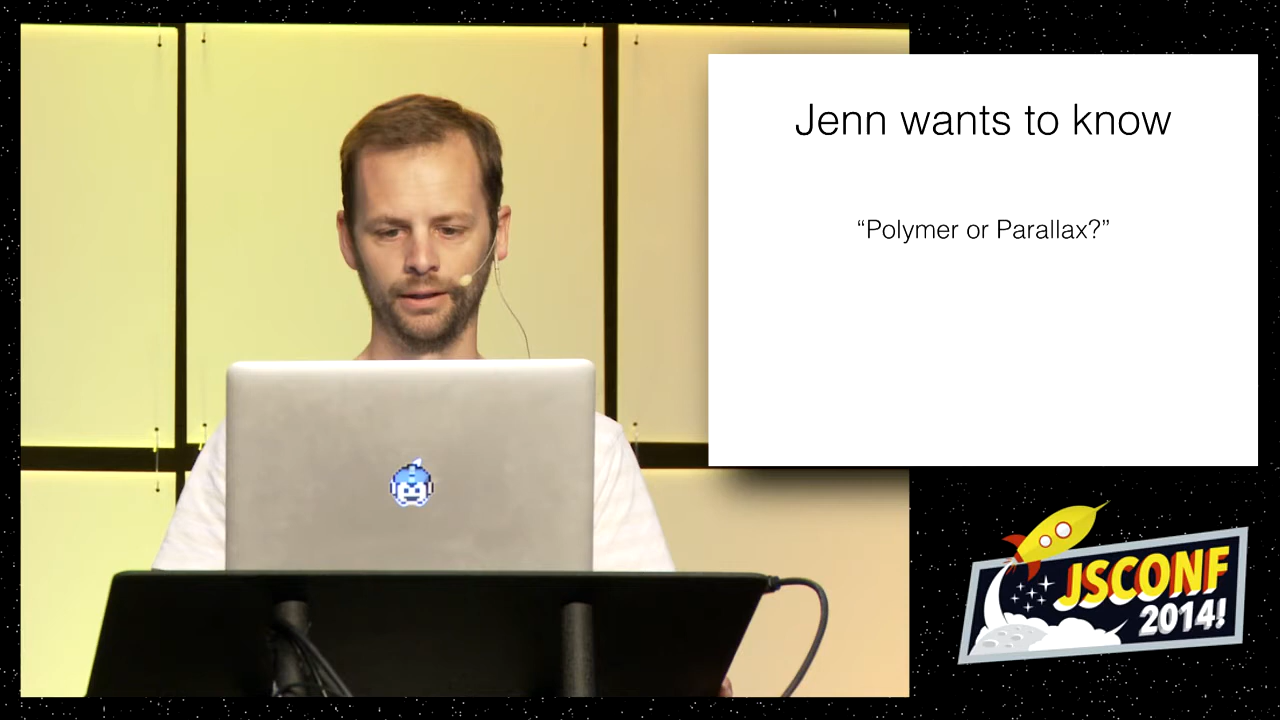 Jenn wants to know
“Polymer or Parallax?”
JSCONF
2014!